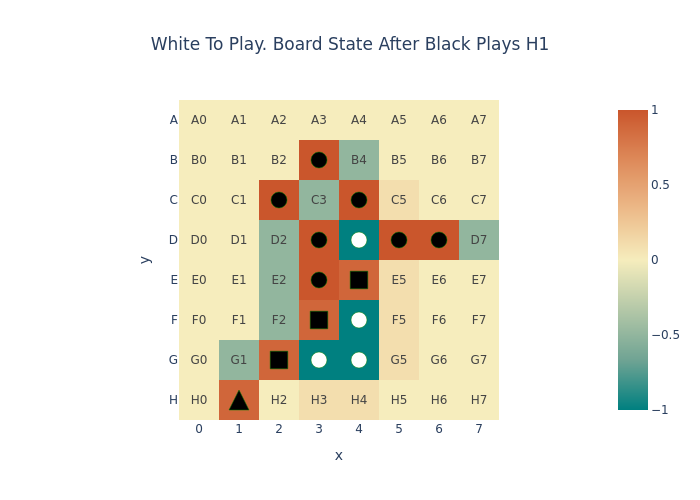 White To Play. Board State After Black Plays H1
A A0 A1 A2 A3 A4 A5 A6 A7 1
B B0 B1 B2 B4 B5 B6 B7
C C0 C1 C3 C5 C6 C7 0.5
D D0 D1 D2 D7
y 0
E E0 E1 E2 E5 E6 E7
F F0 F1 F2 F5 F6 F7 −0.5
G G0 G1 G5 G6 G7
H H0 H2 H3 H4 H5 H6 H7 −1
0 1 2 3 4 5 6 7
x